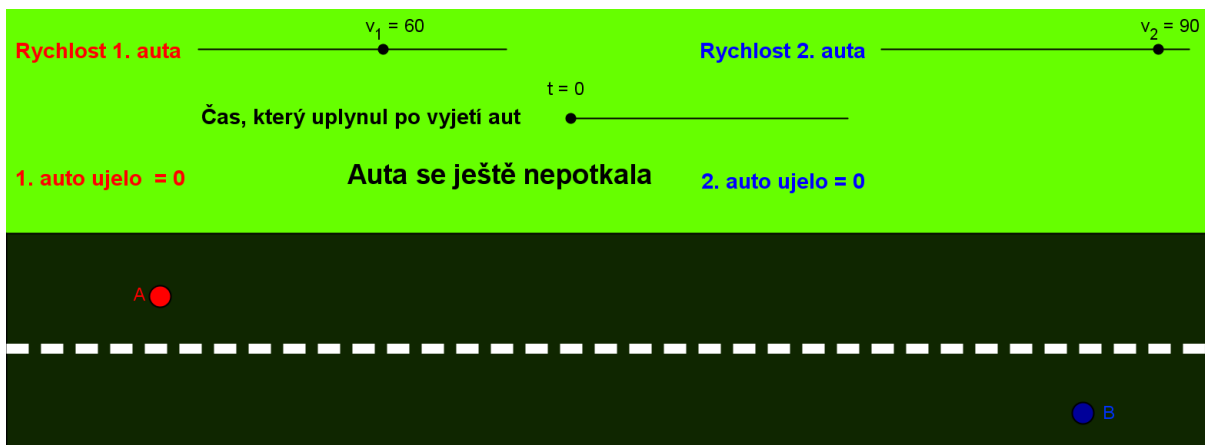 v₁ = 60
v₂ = 90
Rychlost 1. auta
Rychlost 2. auta
t = 0
Čas, který uplynul po vyjetí aut
1. auto ujelo = 0
Auta se ještě nepotkala
2. auto ujelo = 0
A
B